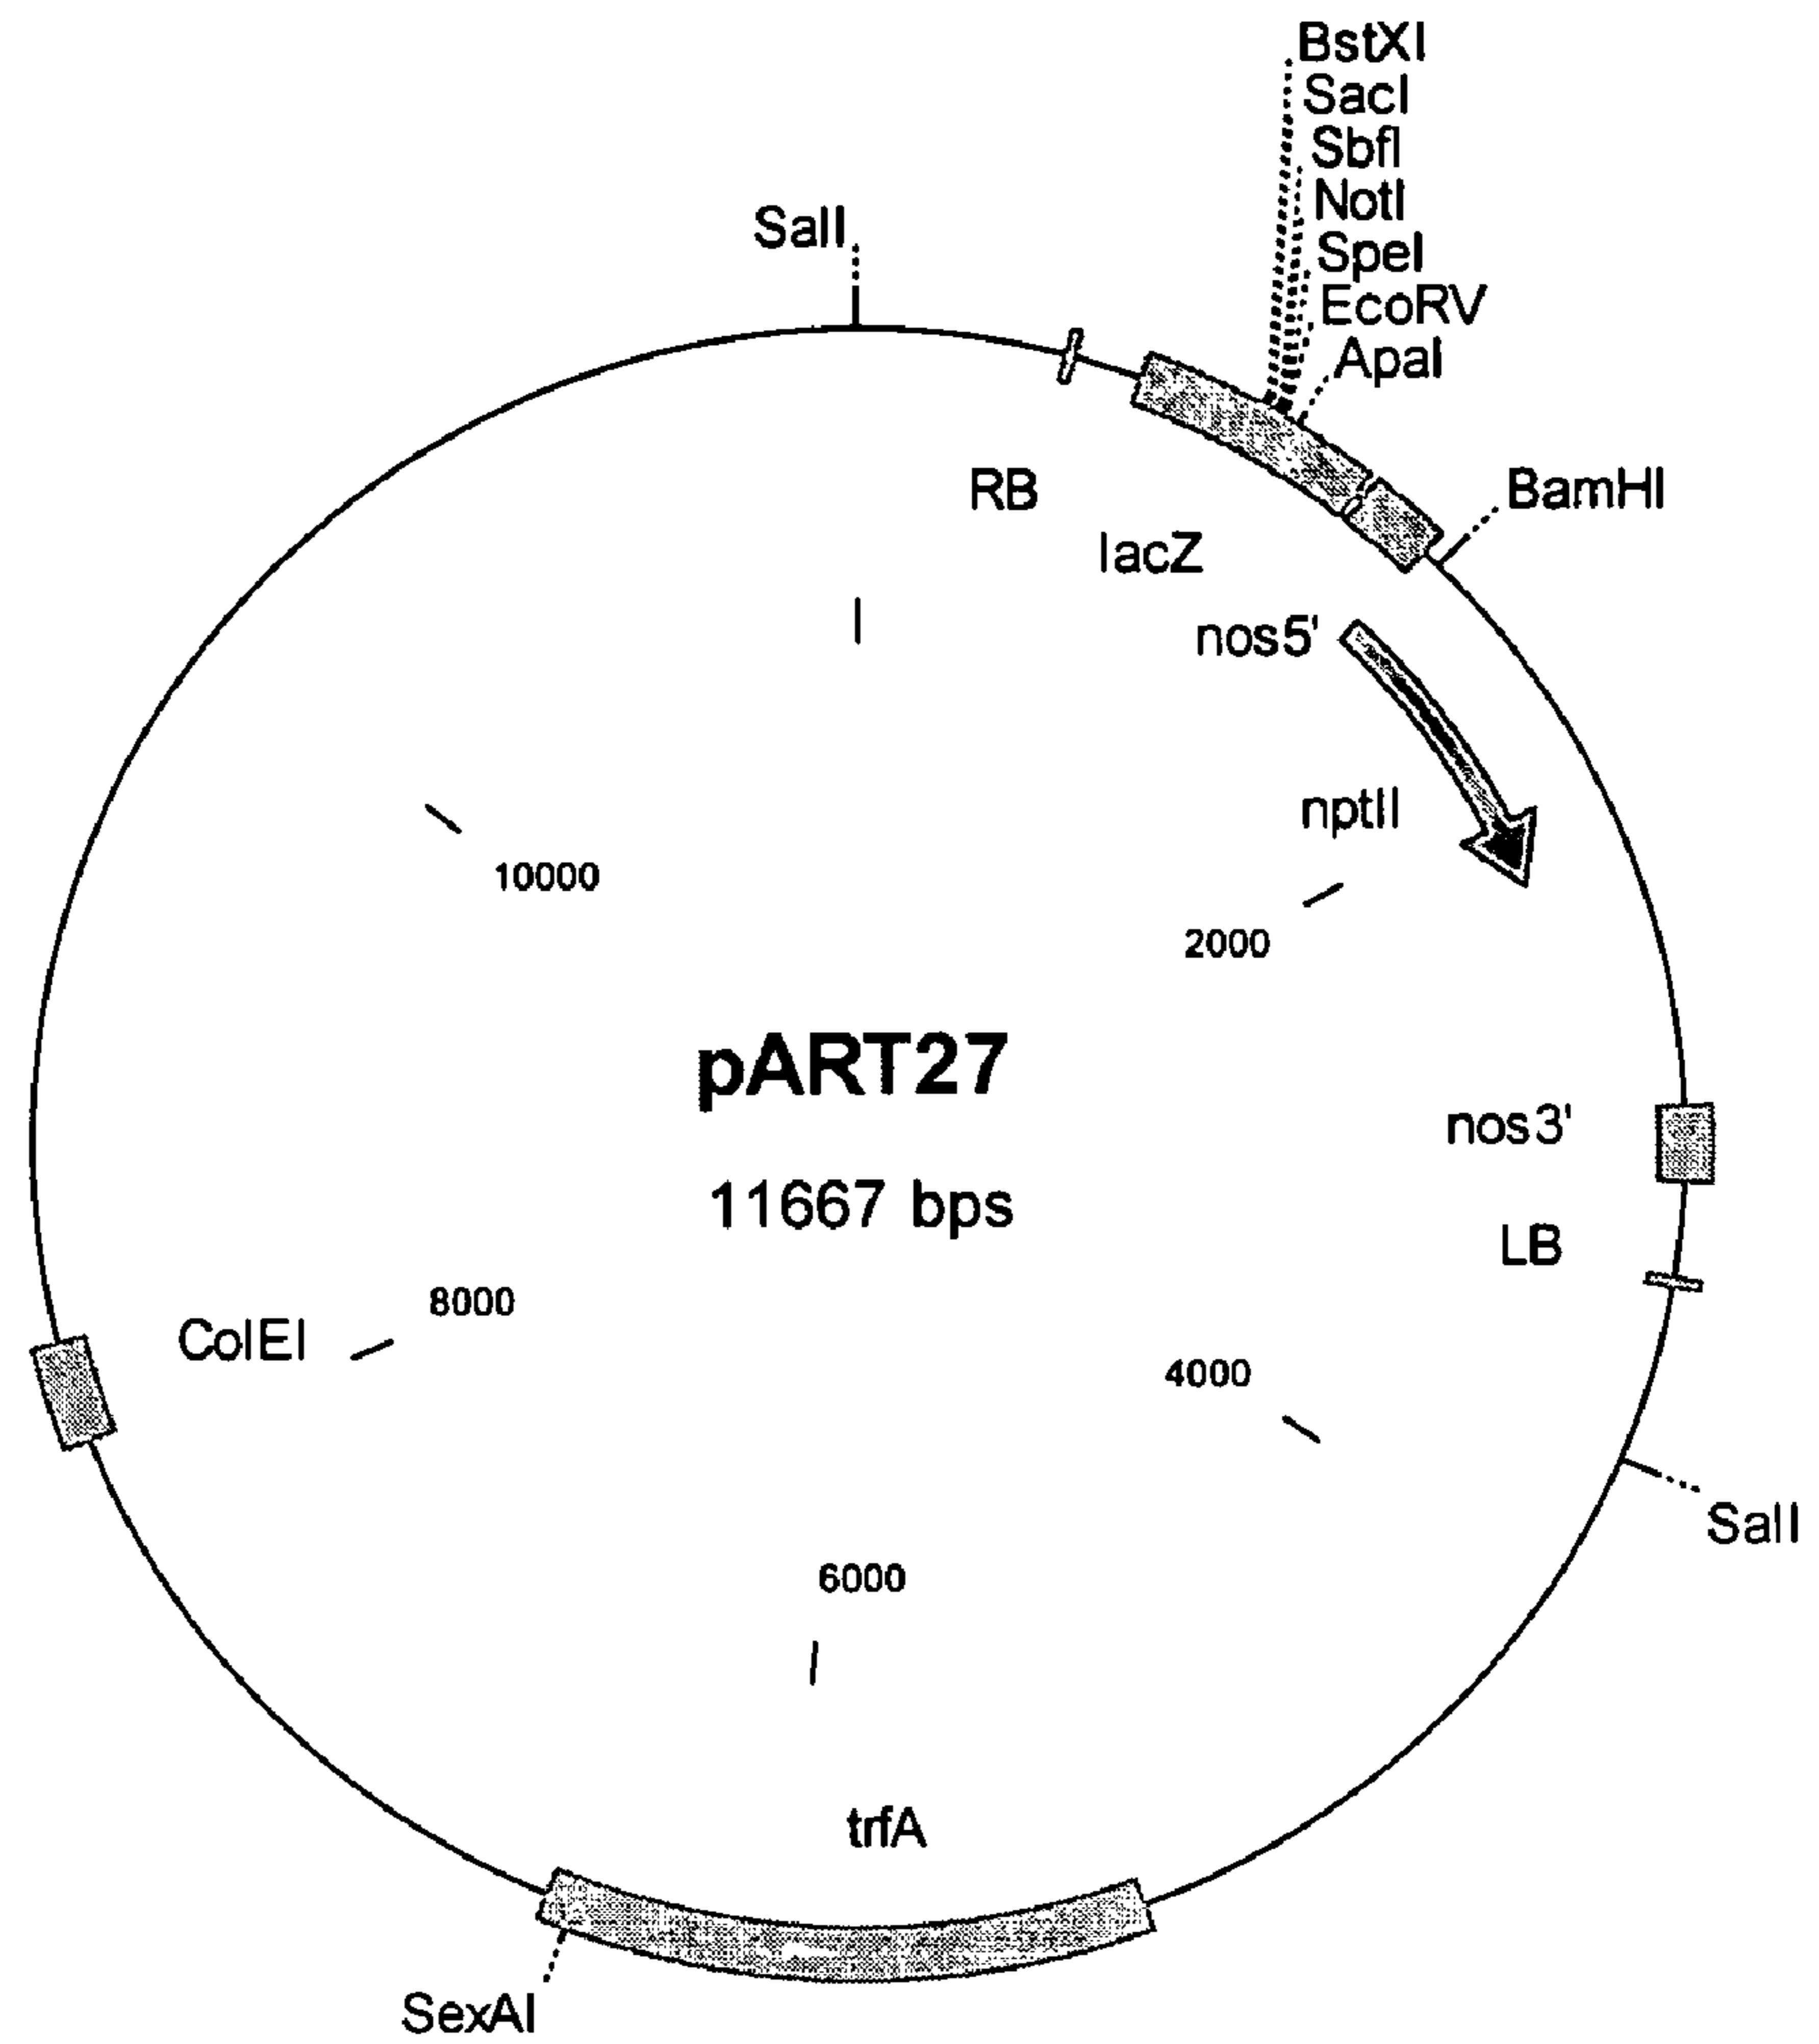 BstXI
SacI
SbfI
NotI
SpeI
EcoRV
ApaI
SalI
BamHI
RB
lacZ
nos5'
nptII
10000
2000
pART27
11667 bps
nos3'
LB
8000
ColEI
4000
SalI
6000
trfA
SexAI